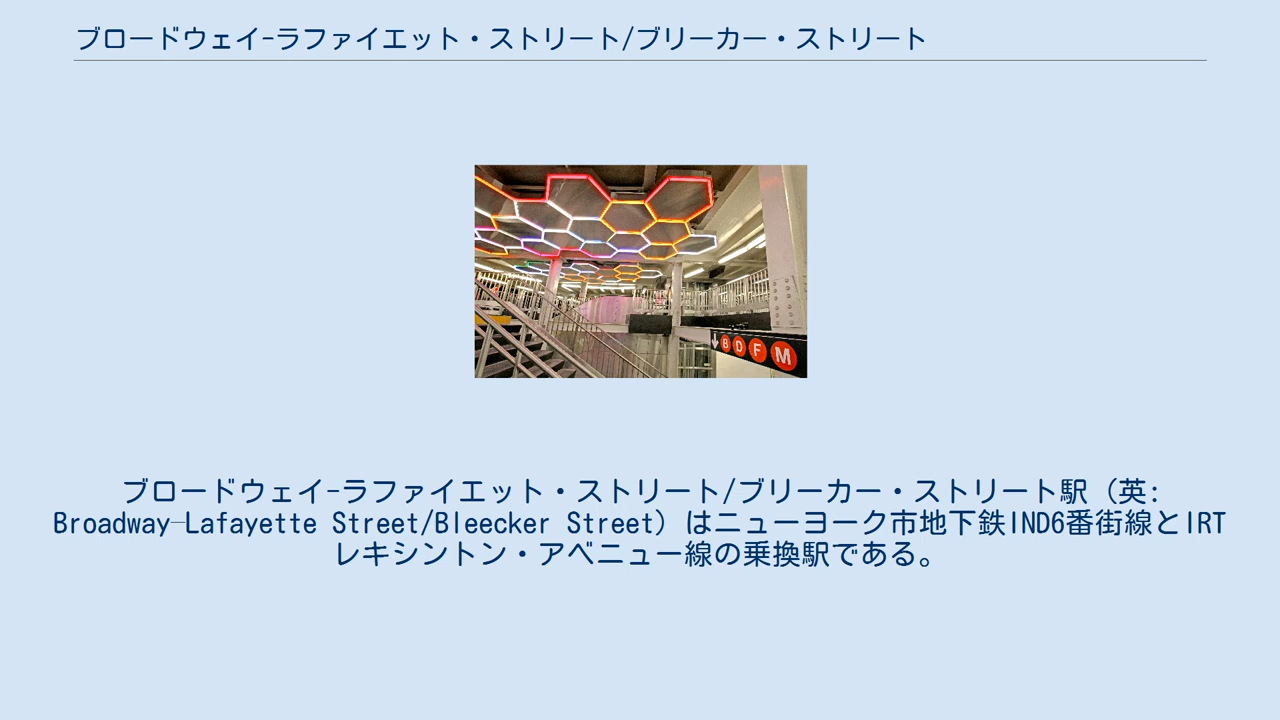 ブロードウェイ-ラファイエット・ストリート/ブリーカー・ストリート
B D F M
ブロードウェイ-ラファイエット・ストリート/ブリーカー・ストリート駅（英:
Broadway–Lafayette Street/Bleecker Street）はニューヨーク市地下鉄IND6番街線とIRT
レキシントン・アベニュー線の乗換駅である。